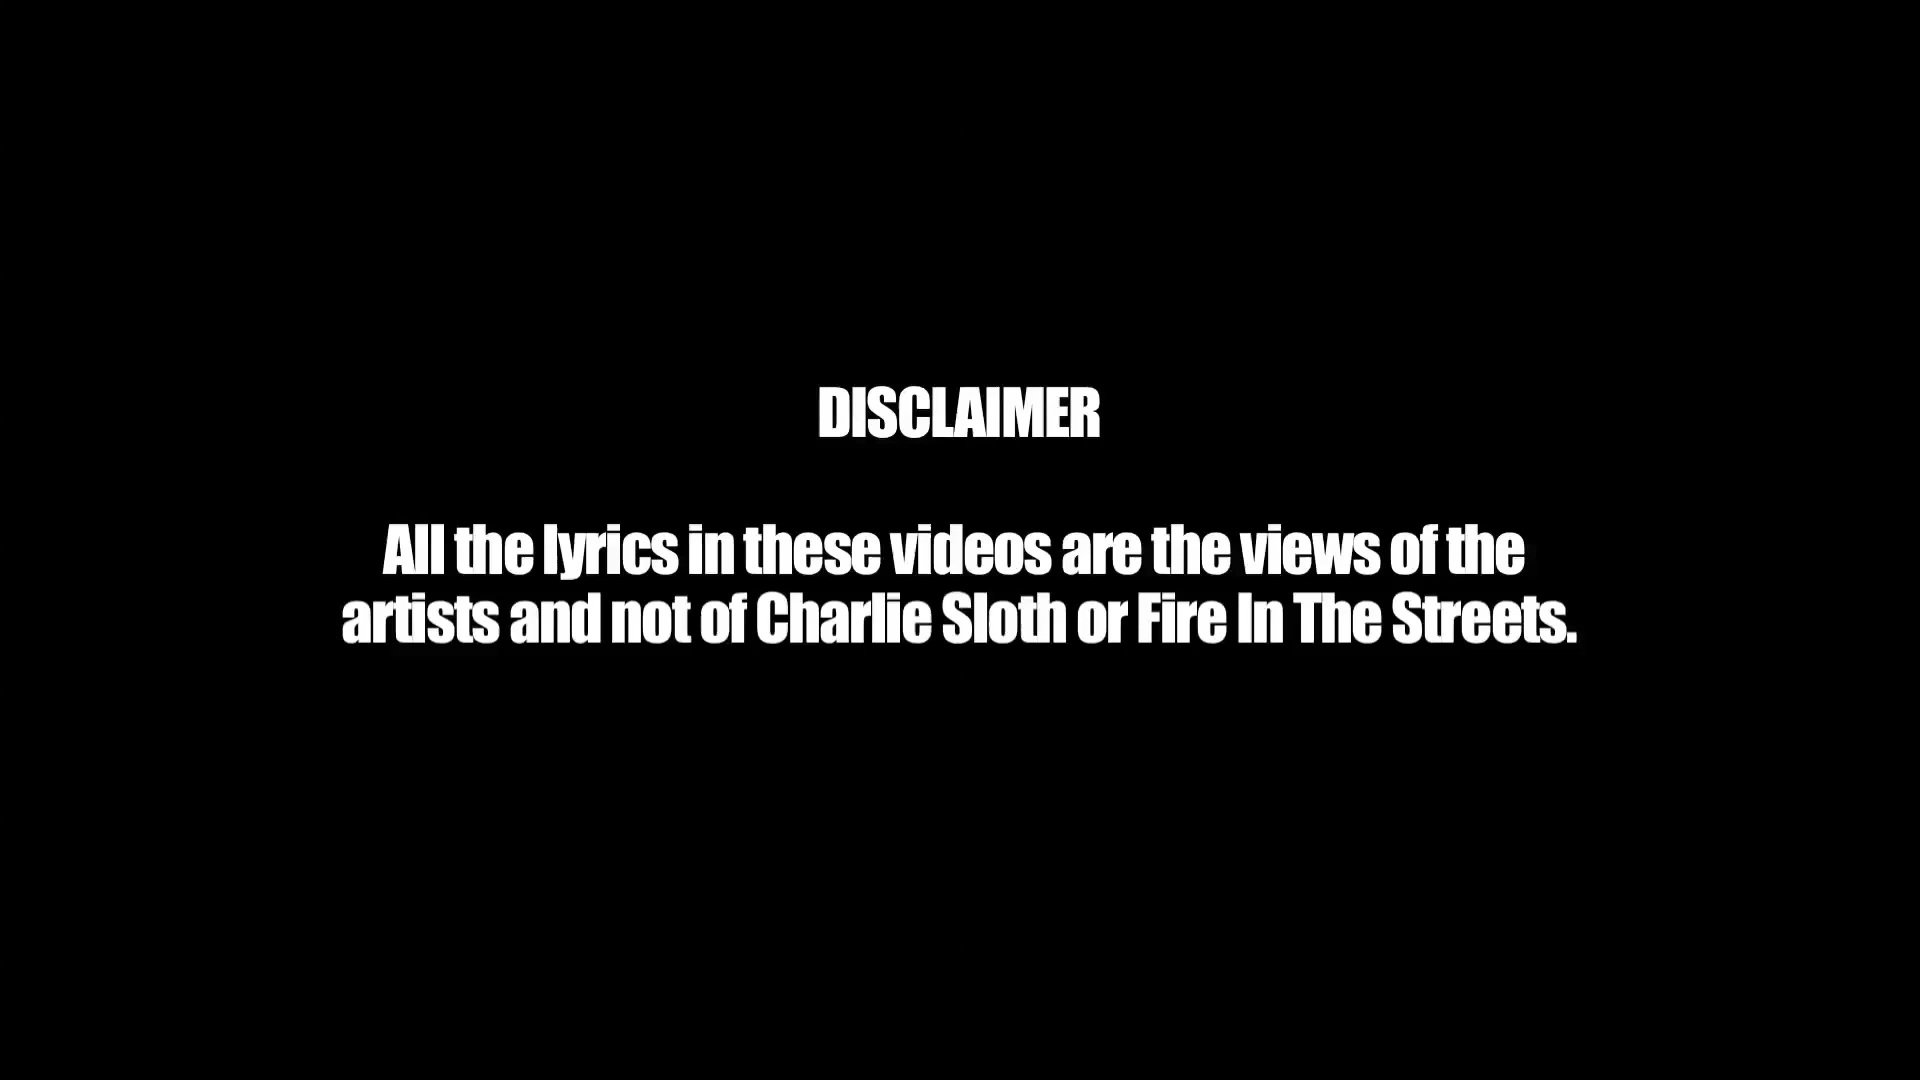 DISCLAIMER
All the lyrics in these videos are the views of the
artists and not of Charlie Sloth or Fire In The Streets.